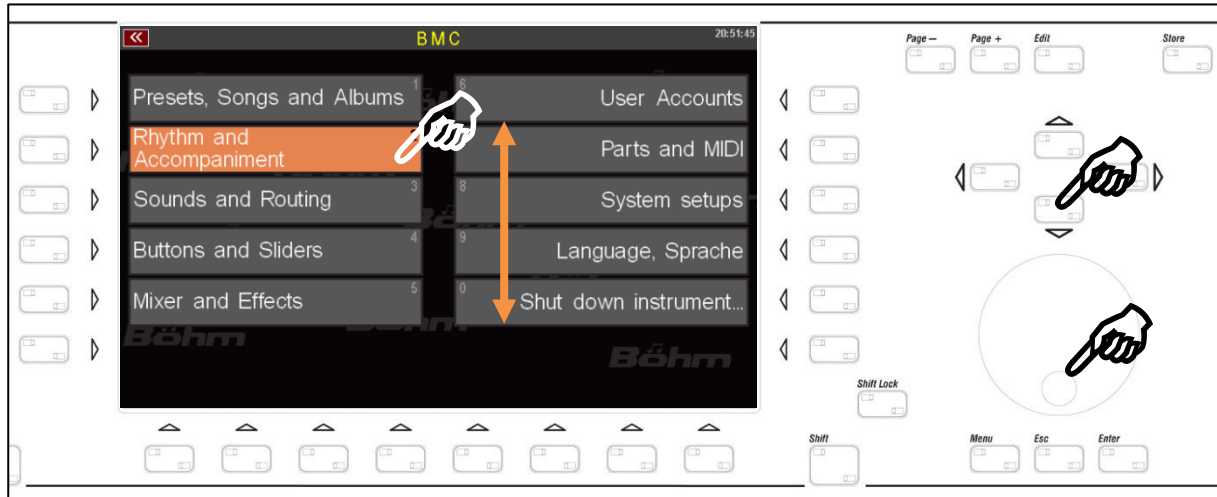 BMC
20:51:45
Presets, Songs and Albums 1
6 User Accounts
Rhythm and
Accompaniment
Parts and MIDI
Sounds and Routing 3
8 System setups
Buttons and Sliders 4
9 Language, Sprache
Mixer and Effects 5
0 Shut down instrument...
Böhm
Böhm
Page – Page + Edit Store
Shift Lock
Shift Menu Esc Enter